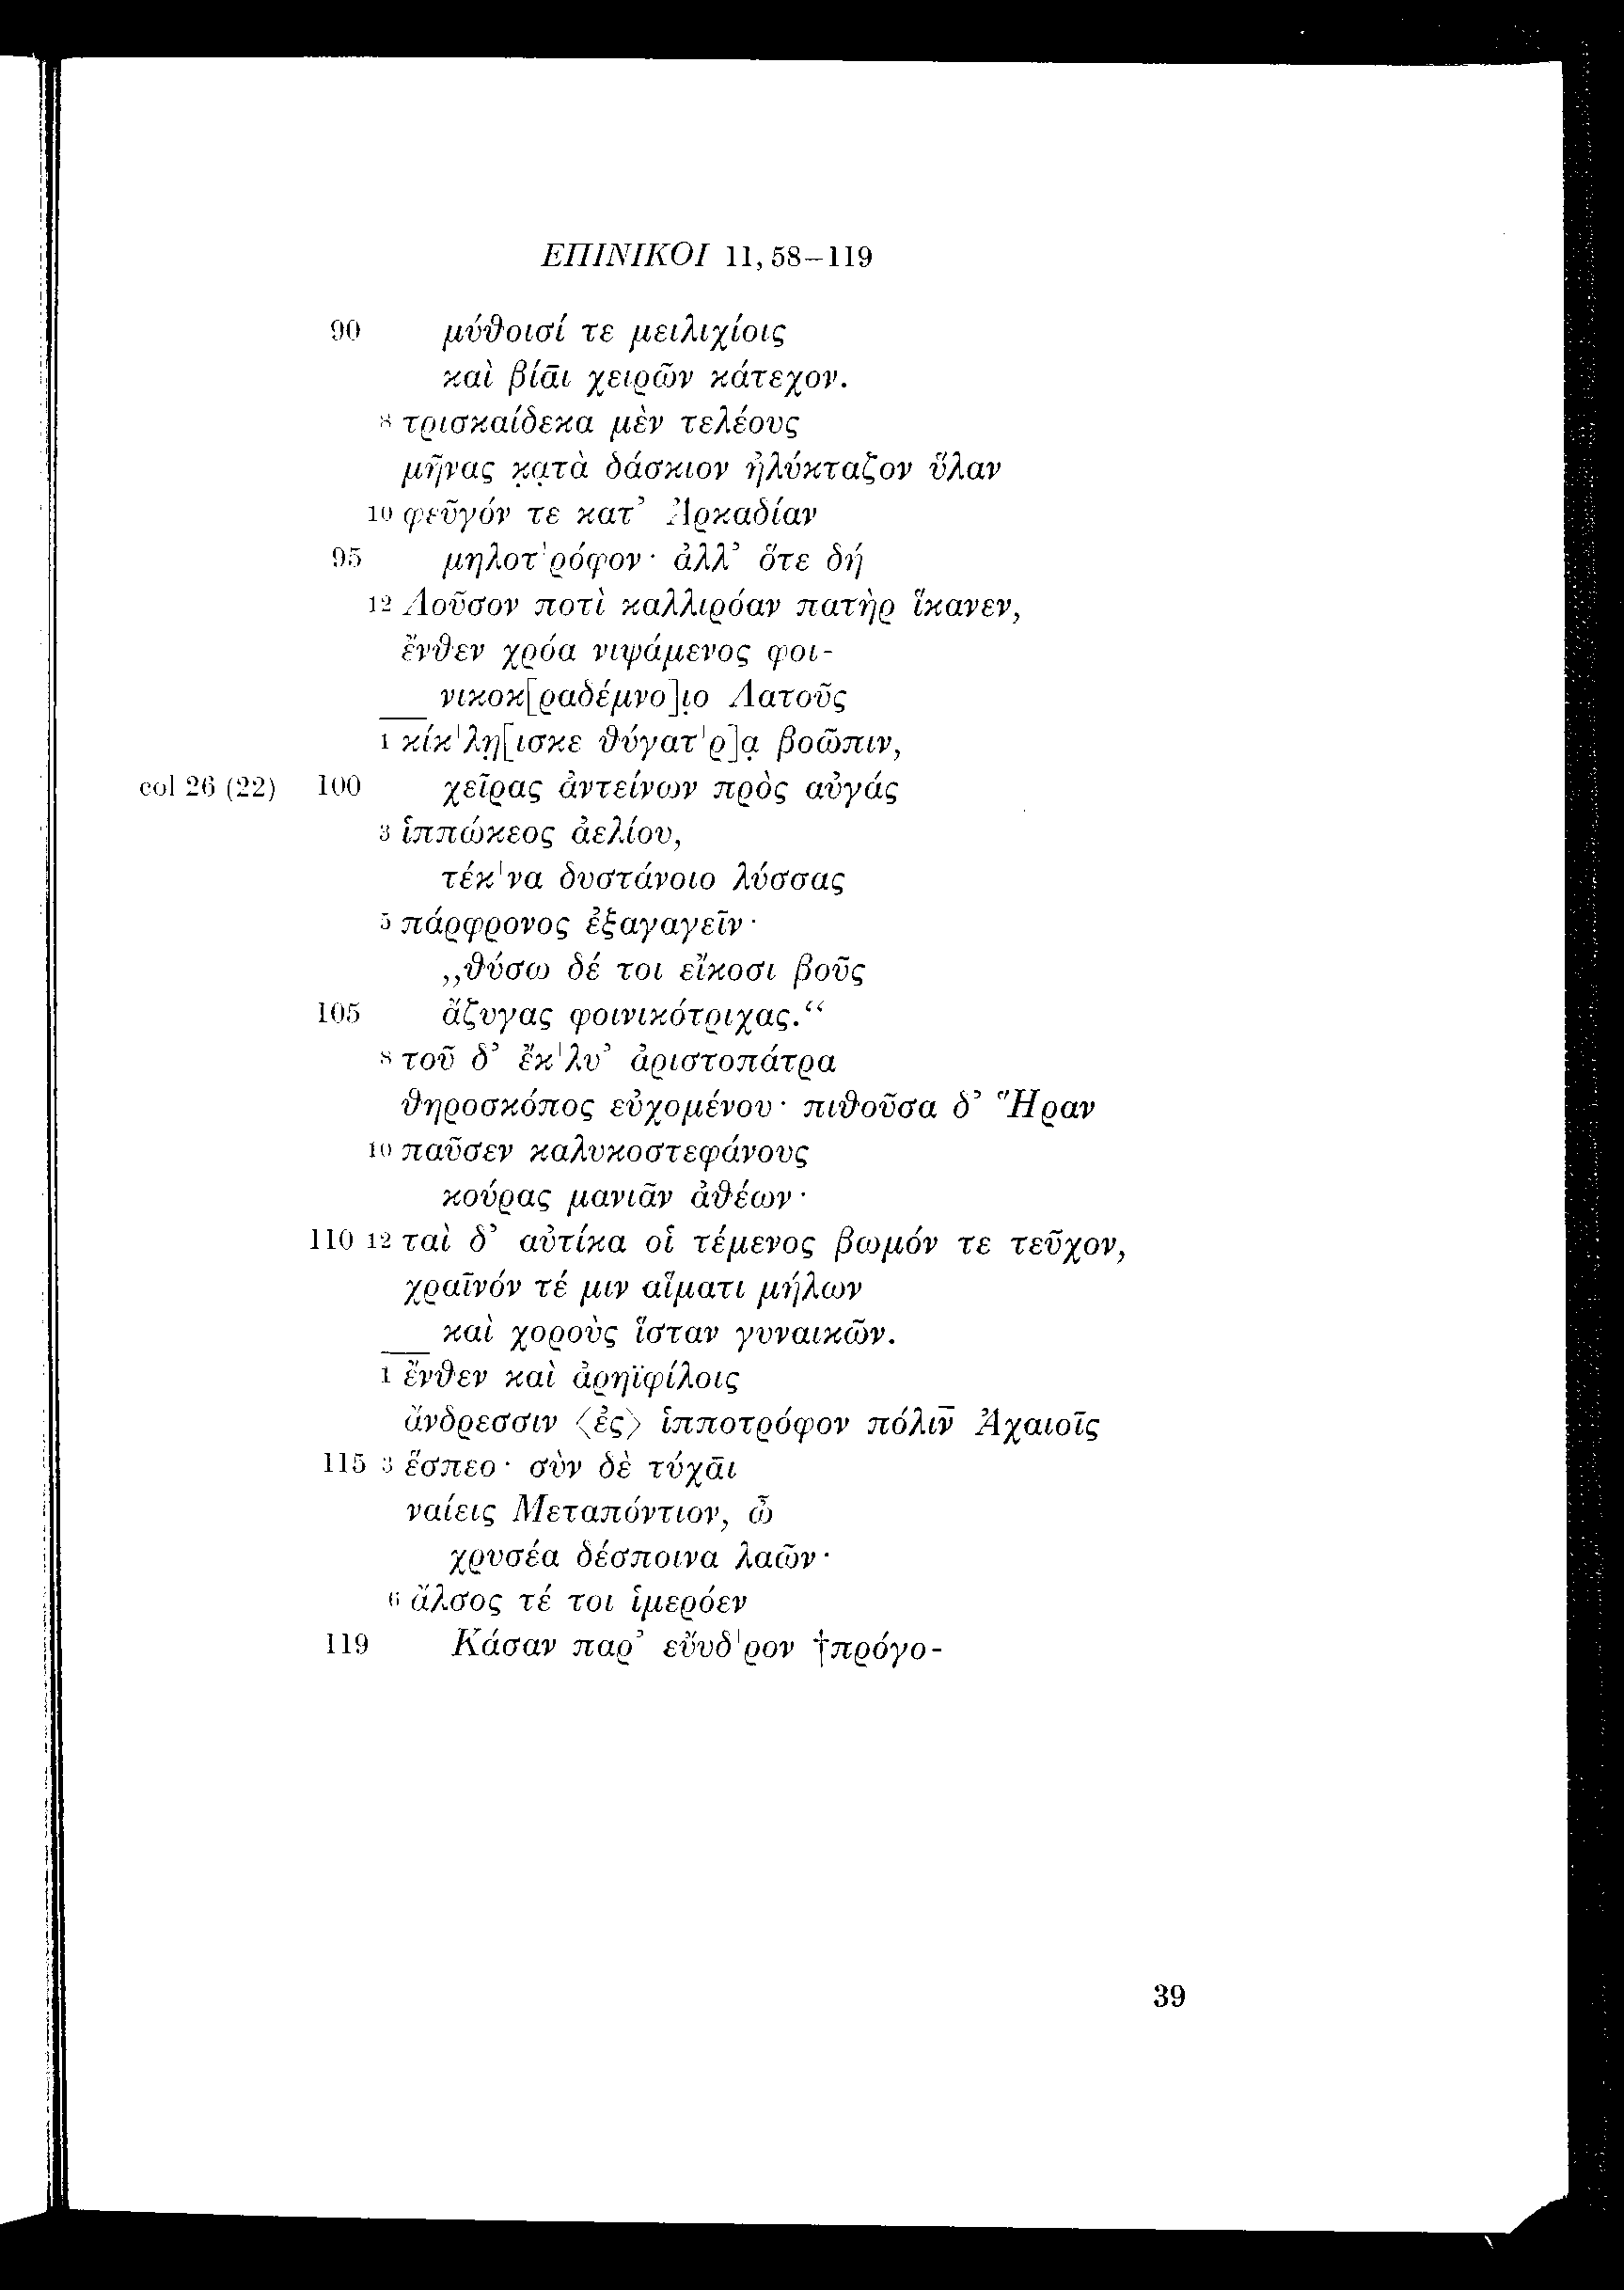 ΕΠΙΝΙΚΟΙ 11, 58–119
90 μύθοισί τε μειλιχίοις
καὶ βίᾱι χειρῶν κάτεχον.
8 τρισκαίδεκα μὲν τελέους
μῆνας κ̣α̣τὰ δάσκιον ἠλύκταζον ὕλαν
10 φεῦγόν τε κατ’ Ἀρκαδίαν
95 μηλοτ'ρόφον· ἀλλ’ ὅτε δή
12 Λοῦσον ποτὶ καλλιρόαν πατὴρ ἵκανεν,
ἔνθεν χρόα νιψάμενος φοι-
νικοκ[ραδέμνο]ι̣ο Λατοῦς
1 κίκ'λη̣[ισκε θύγατ'ρ]α̣ βοῶπιν,
col 26 (22) 100 χεῖρας ἀντείνων πρὸς αὐγάς
3 ἱππώκεος ἀελίου,
τέκ'να δυστάνοιο λύσσας
5 πάρφρονος ἐξαγαγεῖν·
„θύσω δέ τοι εἴκοσι βοῦς
105 ἄζυγας φοινικότριχας.“
8 τοῦ δ’ ἔκ'λυ’ ἀριστοπάτρα
θηροσκόπος εὐχομένου· πιθοῦσα δ’ Ἥραν
10 παῦσεν καλυκοστεφάνους
κούρας μανιᾶν ἀθέων·
110 12 ταὶ δ’ αὐτίκα οἱ τέμενος βωμόν τε τεῦχον,
χραῖνόν τέ μιν αἵματι μήλων
καὶ χοροὺς ἵσταν γυναικῶν.
1 ἔνθεν καὶ ἀρηϊφίλοις
ἄνδρεσσιν ⟨ἐς⟩ ἱπποτρόφον πόλιν̄ Ἀχαιοῖς
115 3 ἕσπεο· σὺν δὲ τύχᾱι
ναίεις Μεταπόντιον, ὦ
χρυσέα δέσποινα λαῶν·
6 ἄλσος τέ τοι ἱμερόεν
119 Κάσαν παρ’ εὔυδ'ρον †πρόγο-
39